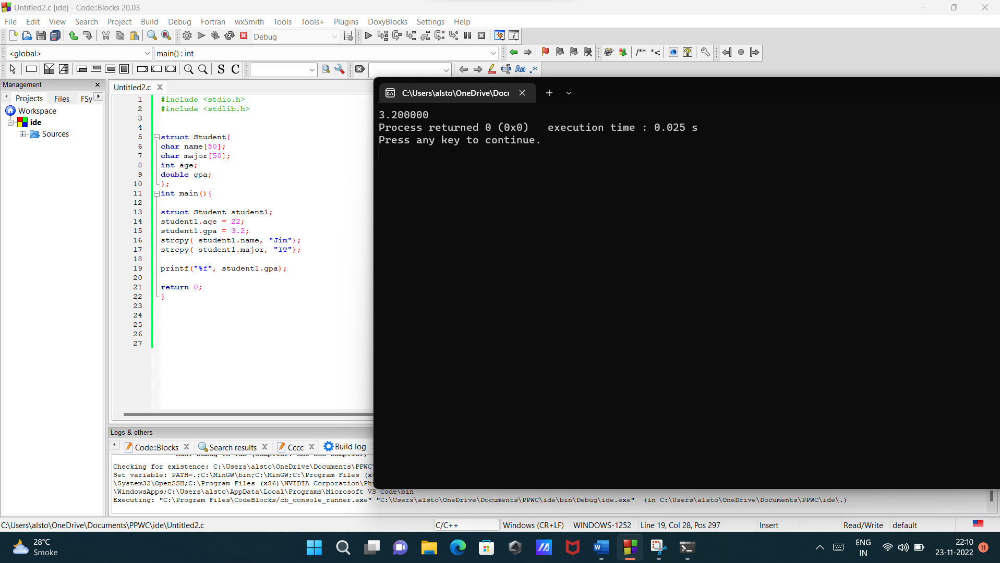 Untitled2.c [ide] - Code::Blocks 20.03
File Edit View Search Project Build Debug Fortran wxSmith Tools Tools+ Plugins DoxyBlocks Settings Help
Debug
<global> main() : int
/** *<
S C Aa .*
Management
Projects Files FSy
Workspace
ide
Sources
Untitled2.c
1 #include <stdio.h>
2 #include <stdlib.h>
3
4
5 struct Student{
6 char name[50];
7 char major[50];
8 int age;
9 double gpa;
10 };
11 int main(){
12
13 struct Student student1;
14 student1.age = 22;
15 student1.gpa = 3.2;
16 strcpy( student1.name, "Jim");
17 strcpy( student1.major, "IT");
18
19 printf("%f", student1.gpa);
20
21 return 0;
22 }
23
24
25
26
27
C:\Users\alsto\OneDrive\Docu
3.200000
Process returned 0 (0x0) execution time : 0.025 s
Press any key to continue.
Logs & others
Code::Blocks Search results Cccc Build log
Checking for existence: C:\Users\alsto\OneDrive\Documents\PPWC\
Set variable: PATH=.;C:\MinGW\bin;C:\MinGW;C:\Program Files
\System32\OpenSSH;C:\Program Files (x86)\NVIDIA Corporation\
\WindowsApps;C:\Users\alsto\AppData\Local\Programs\Microsoft VS Code\bin
Executing: "C:\Program Files\CodeBlocks/cb_console_runner.exe" "C:\Users\alsto\OneDrive\Documents\PPWC\ide\bin\Debug\ide.exe" (in C:\Users\alsto\OneDrive\Documents\PPWC\ide\.)
C:\Users\alsto\OneDrive\Documents\PPWC\ide\Untitled2.c C/C++ Windows (CR+LF) WINDOWS-1252 Line 19, Col 28, Pos 297 Insert Read/Write default
28°C
Smoke
ENG
IN
22:10
23-11-2022
11